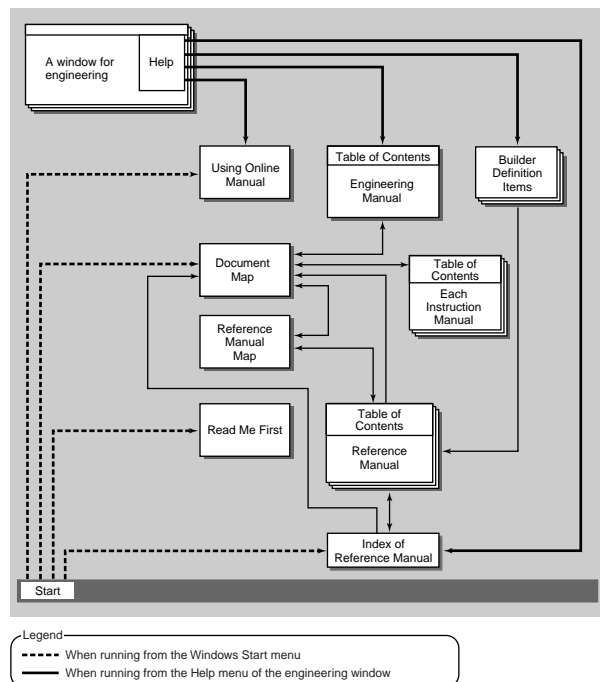 A window for
engineering
Help
Using Online
Manual
Table of Contents
Engineering
Manual
Builder
Definition
Items
Document
Map
Table of
Contents
Each
Instruction
Manual
Reference
Manual
Map
Read Me First
Table of
Contents
Reference
Manual
Index of
Reference Manual
Start
Legend
When running from the Windows Start menu
When running from the Help menu of the engineering window